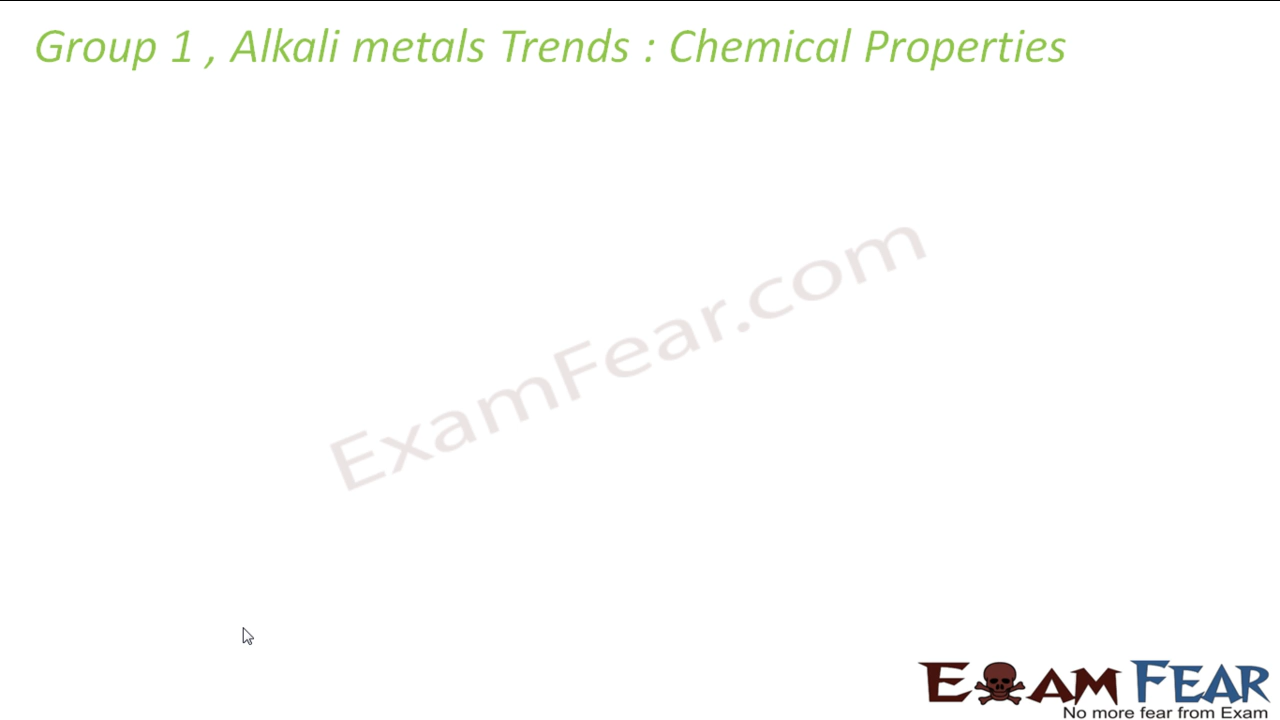 Group 1 , Alkali metals Trends : Chemical Properties
ExamFear.com
EXAM FEAR
No more fear from Exam